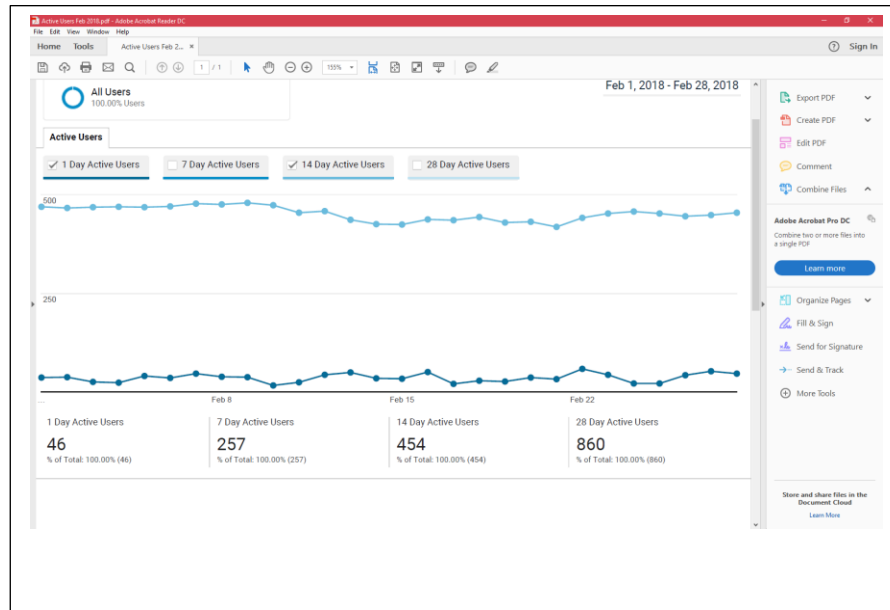 Active Users Feb 2018.pdf - Adobe Acrobat Reader DC
File Edit View Window Help
Home Tools Active Users Feb 2... × Sign In
1 / 1 155%
All Users
100.00% Users
Feb 1, 2018 - Feb 28, 2018
Active Users
1 Day Active Users 7 Day Active Users 14 Day Active Users 28 Day Active Users
500
250
... Feb 8 Feb 15 Feb 22
1 Day Active Users 7 Day Active Users 14 Day Active Users 28 Day Active Users
46 257 454 860
% of Total: 100.00% (46) % of Total: 100.00% (257) % of Total: 100.00% (454) % of Total: 100.00% (860)
Export PDF
Create PDF
Edit PDF
Comment
Combine Files
Adobe Acrobat Pro DC
Combine two or more files into
a single PDF
Learn more
Organize Pages
Fill & Sign
Send for Signature
Send & Track
More Tools
Store and share files in the
Document Cloud
Learn More